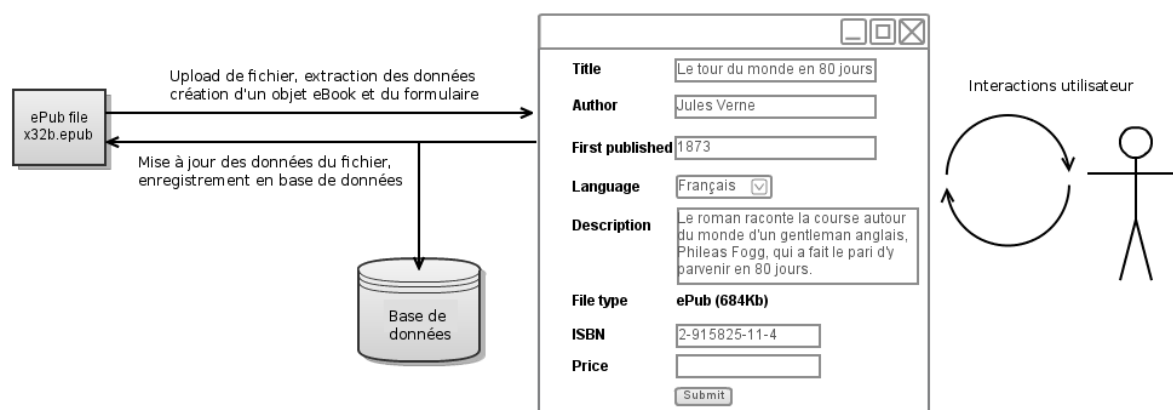 Upload de fichier, extraction des données
création d'un objet eBook et du formulaire
ePub file
x32b.epub
Mise à jour des données du fichier,
enregistrement en base de données
Base de
données
Title
Le tour du monde en 80 jours
Author
Jules Verne
First published
1873
Language
Français
Description
Le roman raconte la course autour
du monde d'un gentleman anglais,
Phileas Fogg, qui a fait le pari d'y
parvenir en 80 jours.
File type
ePub (684Kb)
ISBN
2-915825-11-4
Price
Submit
Interactions utilisateur